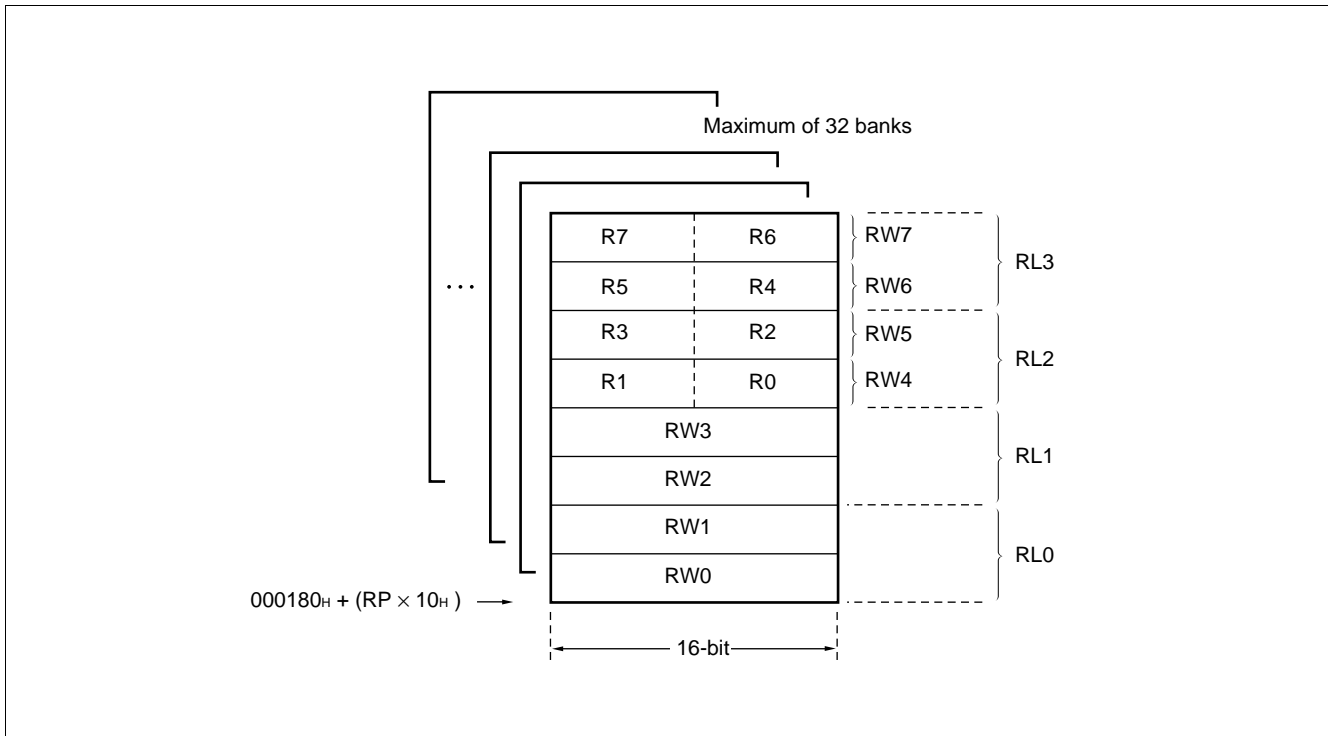 Maximum of 32 banks
R7 R6 RW7
RL3
R5 R4 RW6
...
R3 R2 RW5
RL2
R1 R0 RW4
RW3
RL1
RW2
RW1
RL0
RW0
000180H + (RP × 10H )
16-bit